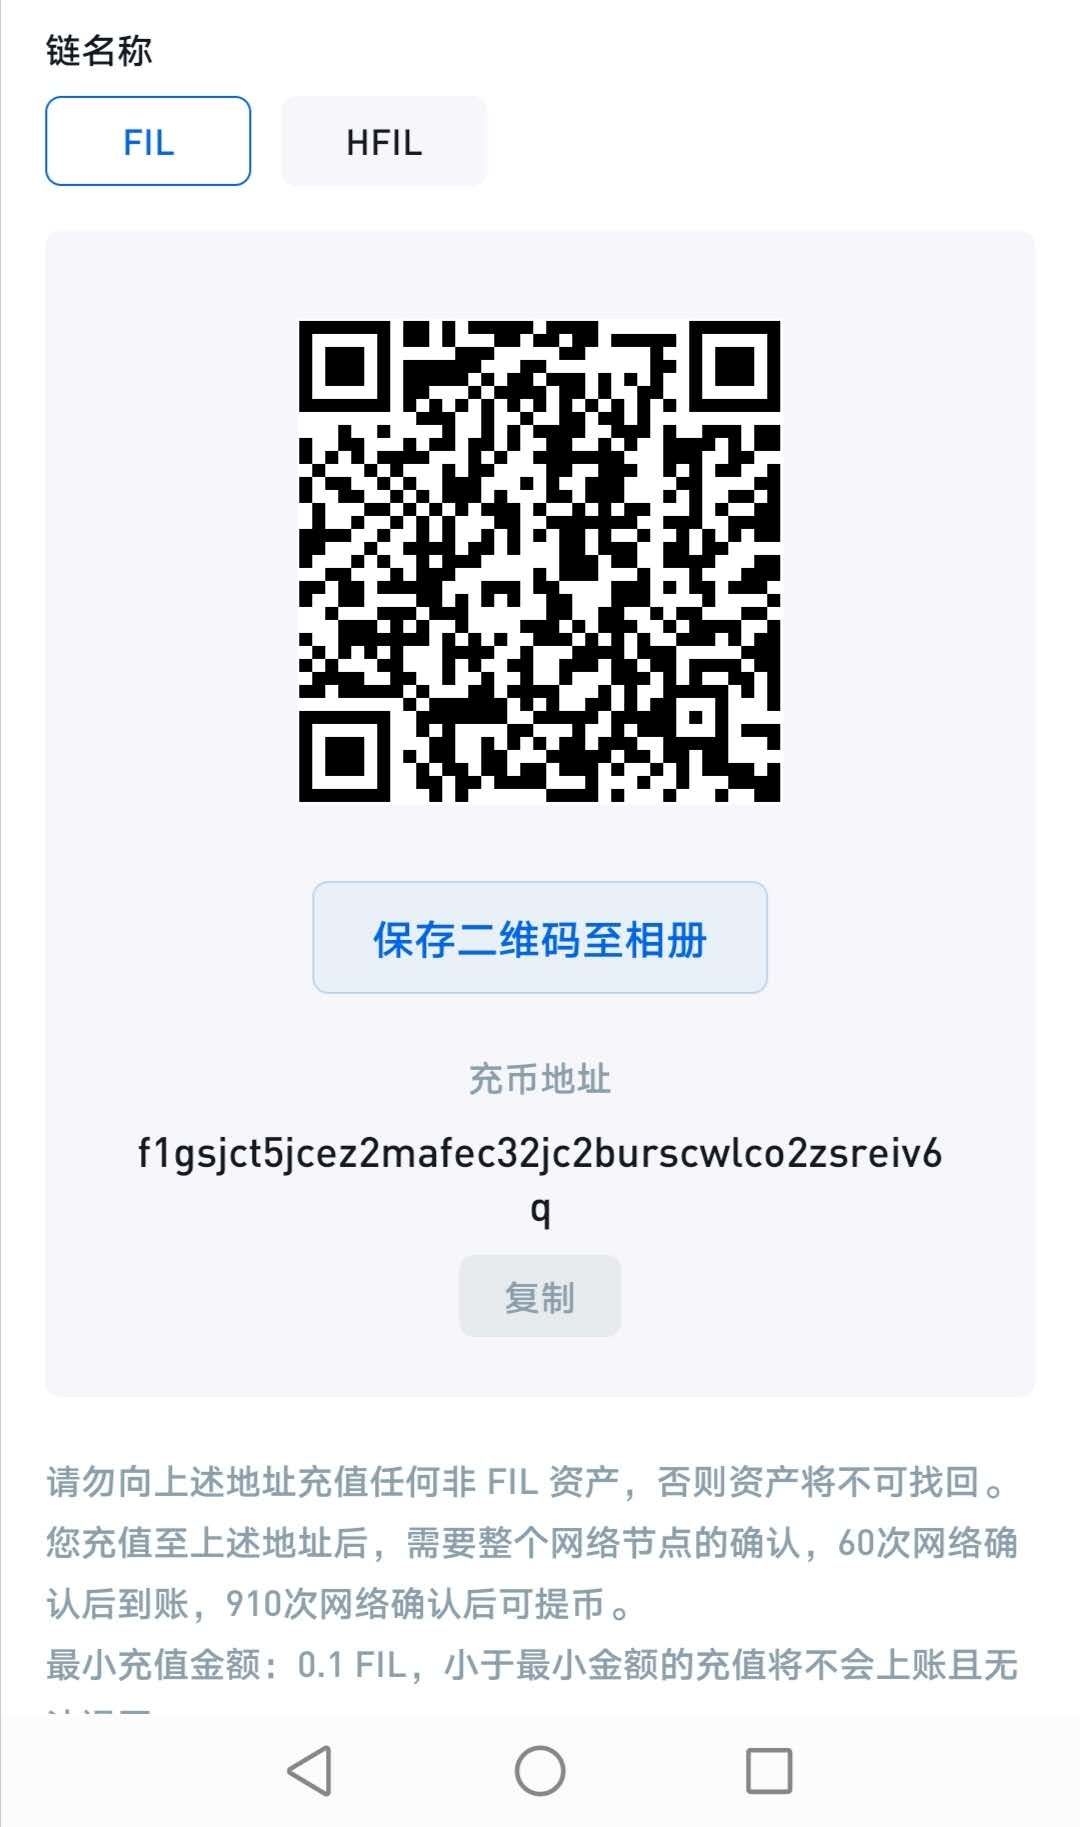 链名称
FIL
HFIL
保存二维码至相册
充币地址
f1gsjct5jcez2mafec32jc2burscwlco2zsreiv6
q
复制
请勿向上述地址充值任何非 FIL 资产，否则资产将不可找回。
您充值至上述地址后，需要整个网络节点的确认，60次网络确
认后到账，910次网络确认后可提币。
最小充值金额：0.1 FIL，小于最小金额的充值将不会上账且无